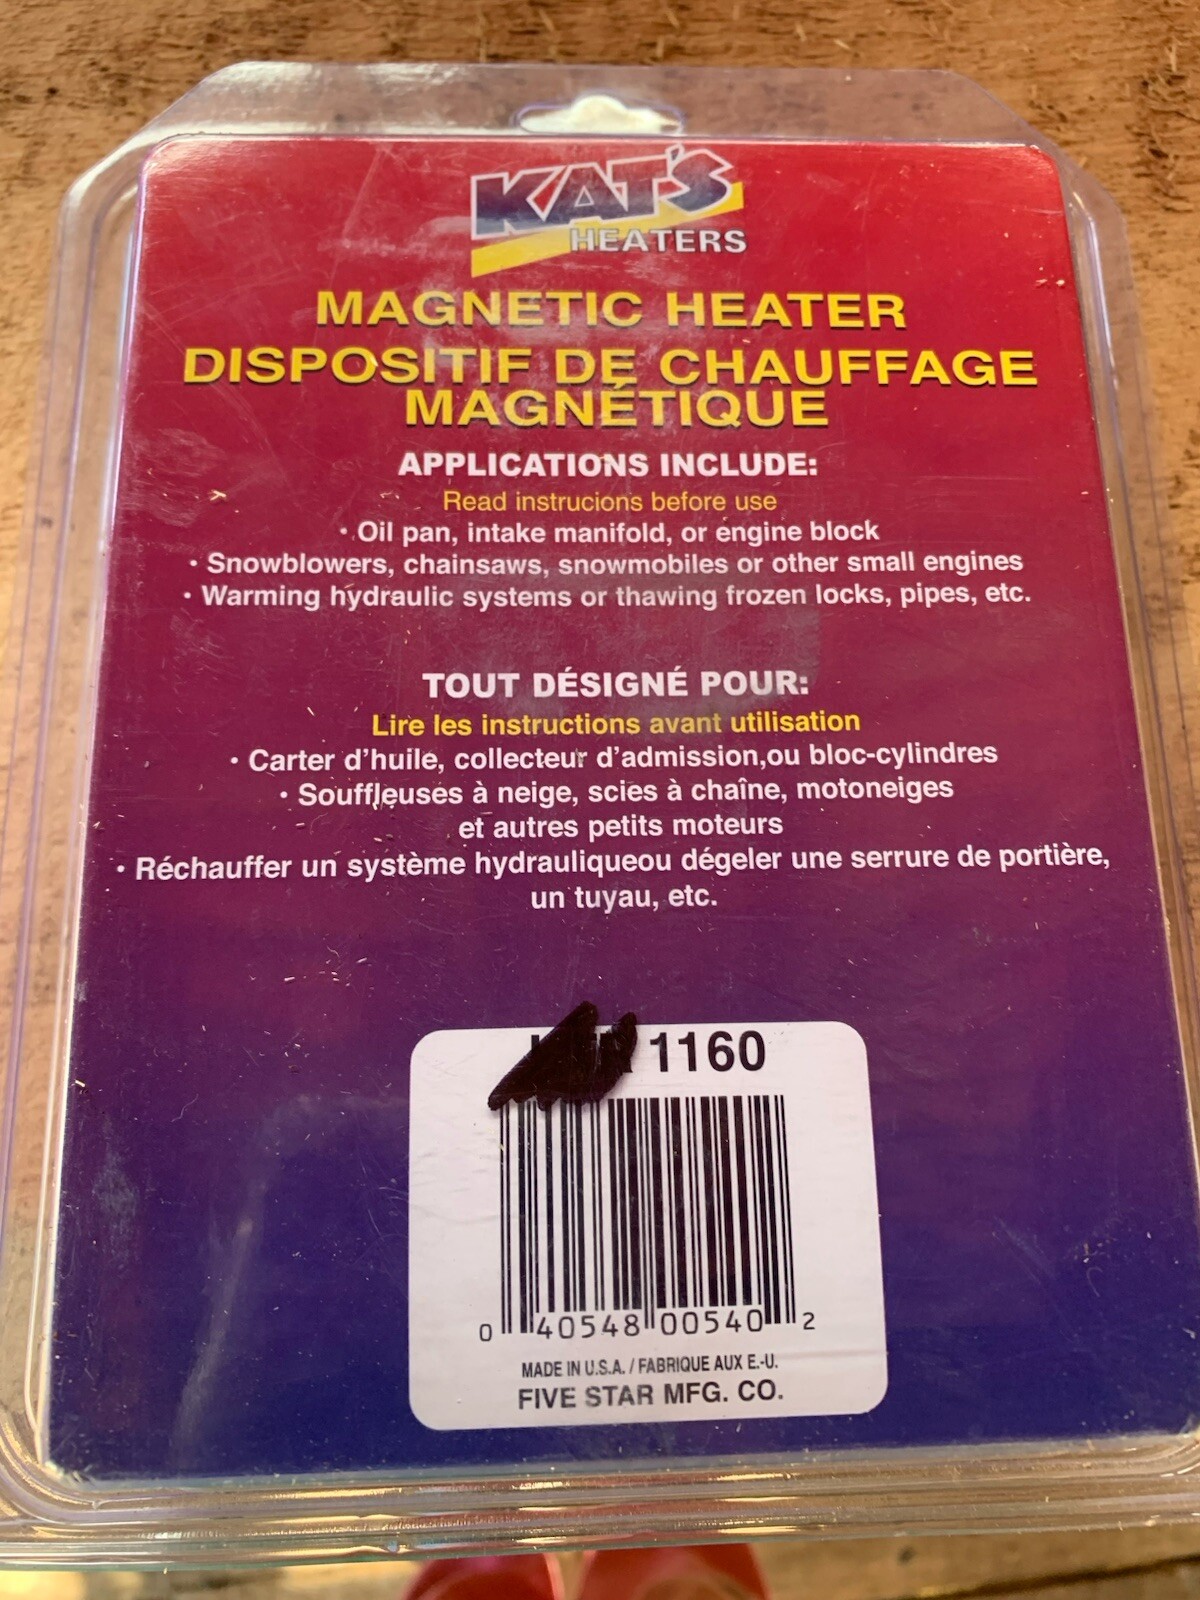 KAT'S
HEATERS
MAGNETIC HEATER
DISPOSITIF DE CHAUFFAGE
MAGNÉTIQUE
APPLICATIONS INCLUDE:
Read instrucions before use
• Oil pan, intake manifold, or engine block
• Snowblowers, chainsaws, snowmobiles or other small engines
• Warming hydraulic systems or thawing frozen locks, pipes, etc.
TOUT DÉSIGNÉ POUR:
Lire les instructions avant utilisation
• Carter d'huile, collecteur d'admission,ou bloc-cylindres
• Souffleuses à neige, scies à chaîne, motoneiges
et autres petits moteurs
• Réchauffer un système hydrauliqueou dégeler une serrure de portière,
un tuyau, etc.
1160
0 40548 00540 2
MADE IN U.S.A. / FABRIQUE AUX E.-U.
FIVE STAR MFG. CO.